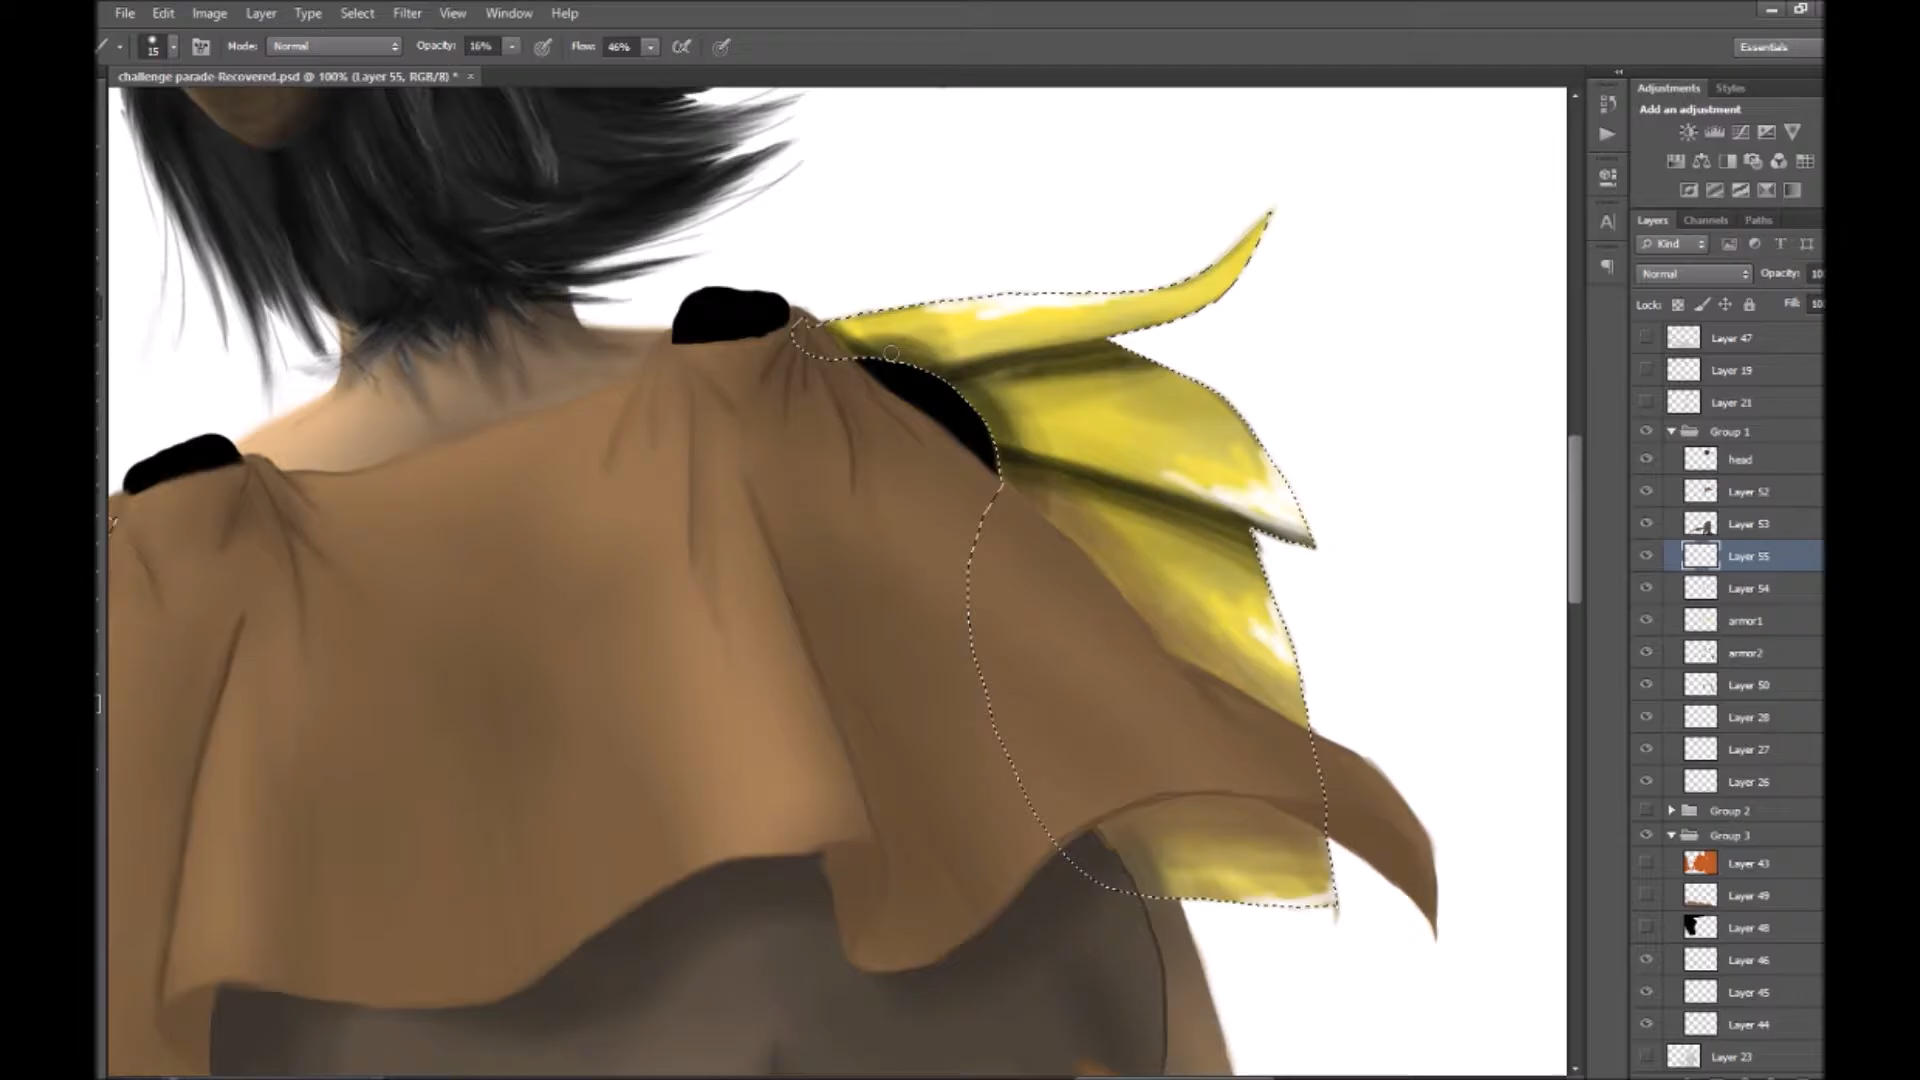 File Edit Image Layer Type Select Filter View Window Help
15 Mode: Normal Opacity: 16% Flow: 46% Essentials
challenge parade-Recovered.psd @ 100% (Layer 55, RGB/8) * ×
Adjustments Styles
Add an adjustment
Layers Channels Paths
Kind T
Normal Opacity: 10
Lock: Fill: 10
Layer 47
Layer 19
Layer 21
Group 1
head
Layer 52
Layer 53
Layer 55
Layer 54
armor1
armor2
Layer 50
Layer 28
Layer 27
Layer 26
Group 2
Group 3
Layer 43
Layer 49
Layer 48
Layer 46
Layer 45
Layer 44
Layer 23